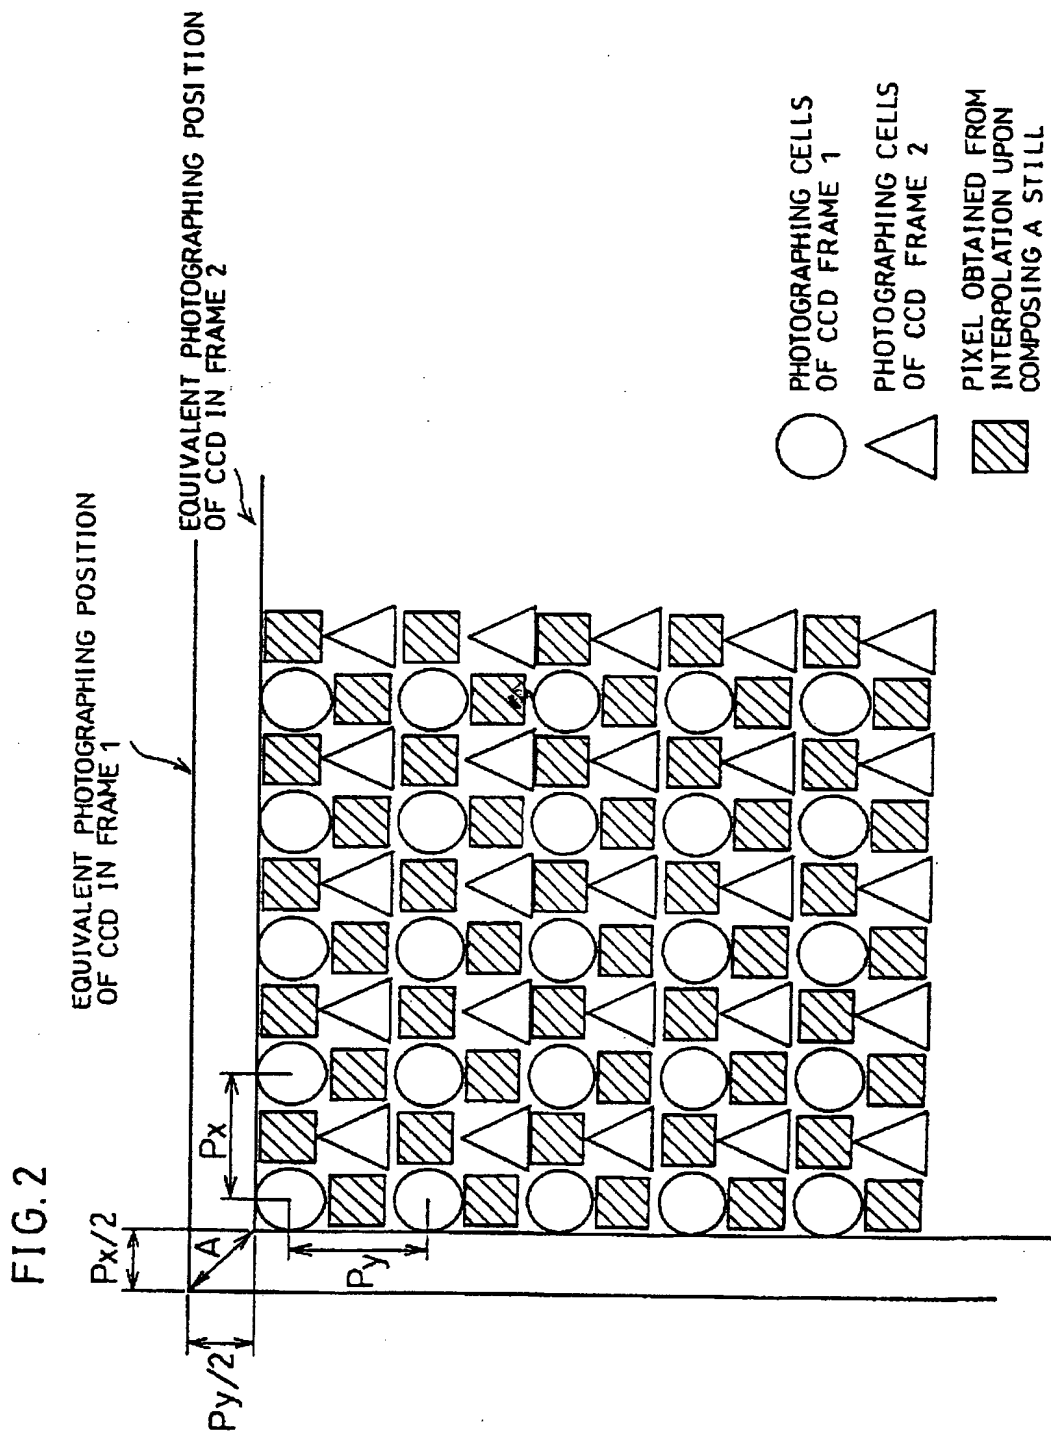 FIG.2
EQUIVALENT PHOTOGRAPHING POSITION
OF CCD IN FRAME 1
EQUIVALENT PHOTOGRAPHING POSITION
OF CCD IN FRAME 2
Px/2
Py/2
A
Px
Py
PHOTOGRAPHING CELLS
OF CCD FRAME 1
PHOTOGRAPHING CELLS
OF CCD FRAME 2
PIXEL OBTAINED FROM
INTERPOLATION UPON
COMPOSING A STILL